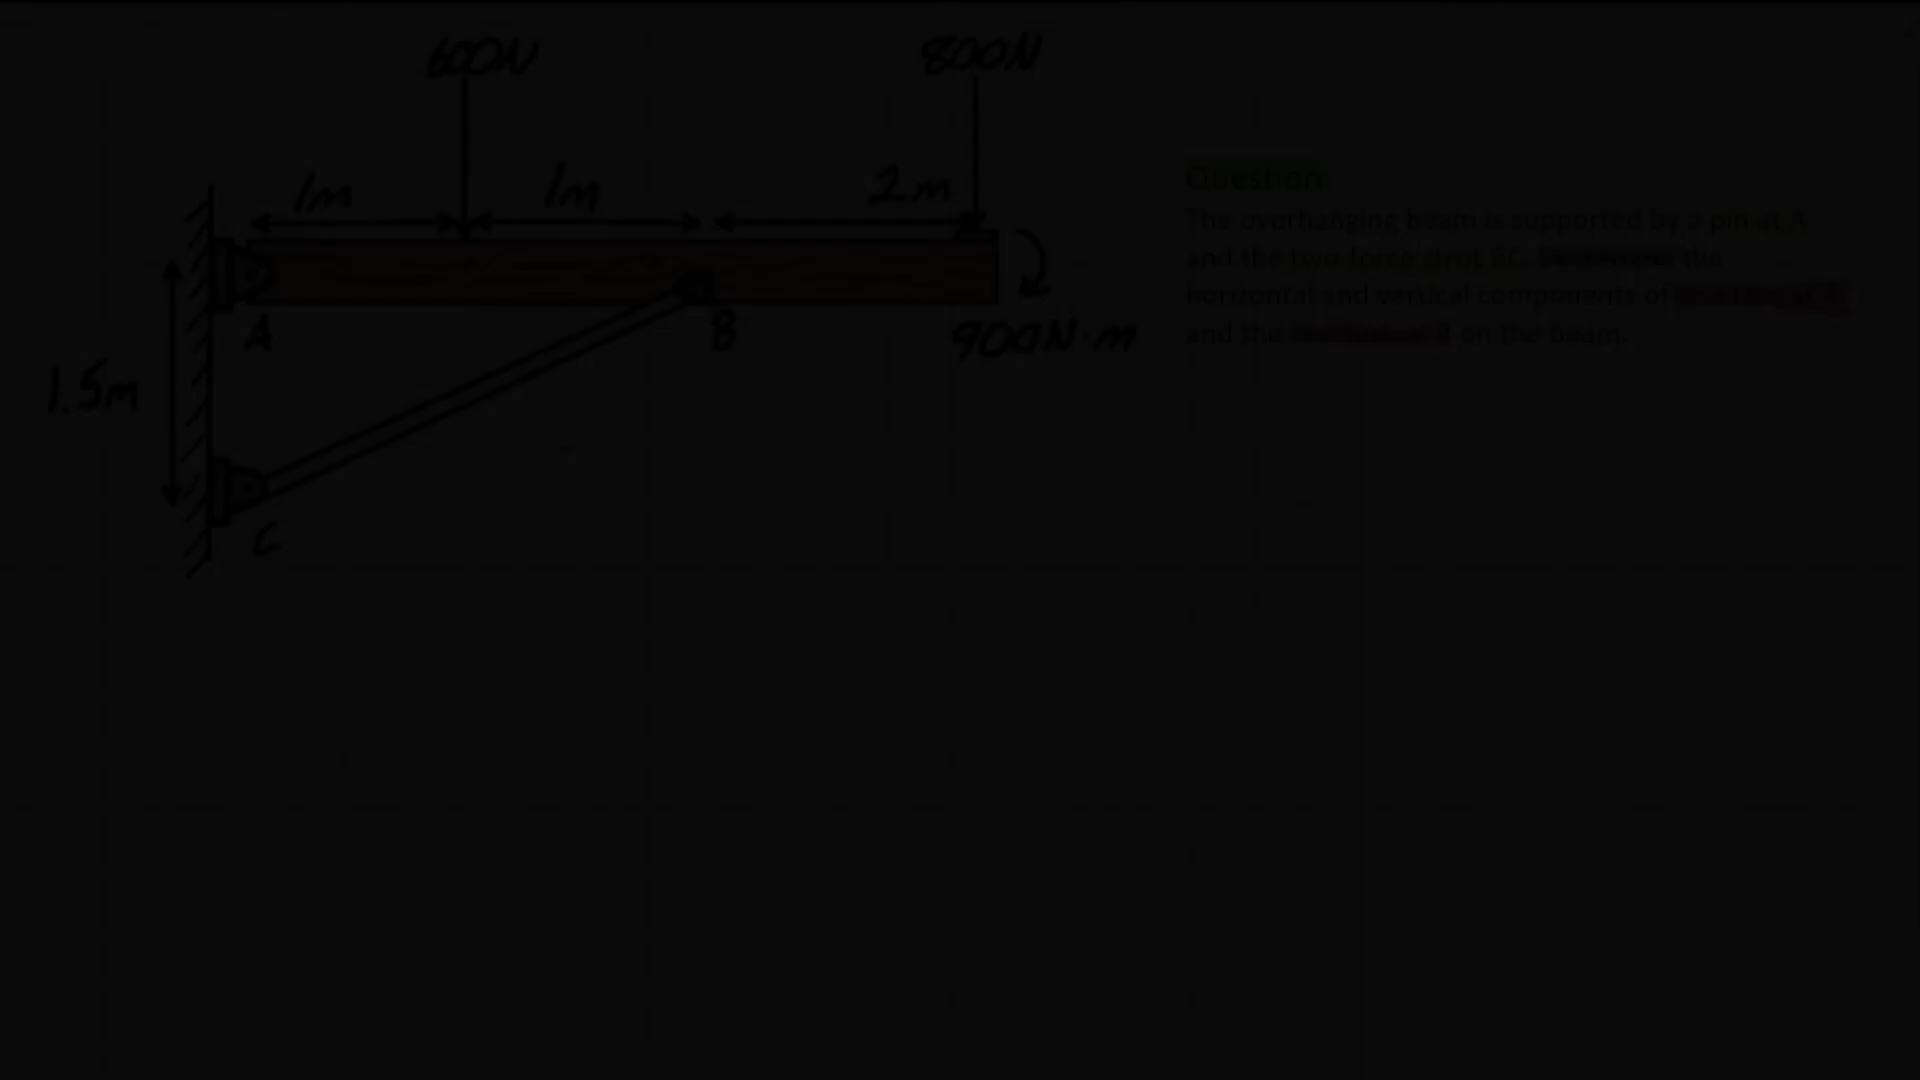 600N
800N
1m
1m
2m
Question
The overhanging beam is supported by a pin at A
and the two-force strut BC. Determine the
horizontal and vertical components of
and the on the beam.
A
B
900N·m
1.5m
C